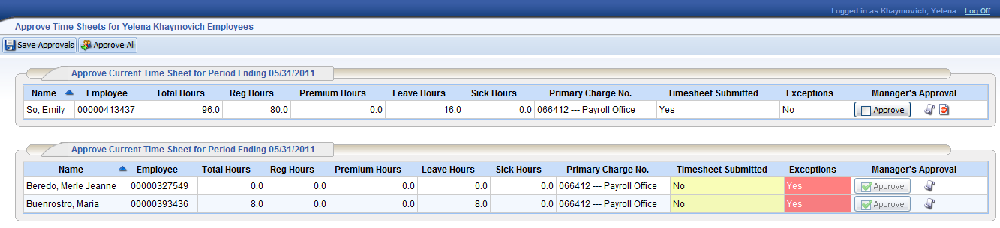 Logged in as Khaymovich, Yelena Log Off
Approve Time Sheets for Yelena Khaymovich Employees
Save Approvals Approve All
Approve Current Time Sheet for Period Ending 05/31/2011
Name Employee Total Hours Reg Hours Premium Hours Leave Hours Sick Hours Primary Charge No. Timesheet Submitted Exceptions Manager's Approval
So, Emily 00000413437 96.0 80.0 0.0 16.0 0.0 066412 --- Payroll Office Yes No Approve
Approve Current Time Sheet for Period Ending 05/31/2011
Name Employee Total Hours Reg Hours Premium Hours Leave Hours Sick Hours Primary Charge No. Timesheet Submitted Exceptions Manager's Approval
Beredo, Merle Jeanne 00000327549 0.0 0.0 0.0 0.0 0.0 066412 --- Payroll Office No Yes Approve
Buenrostro, Maria 00000393436 8.0 0.0 0.0 8.0 0.0 066412 --- Payroll Office No Yes Approve